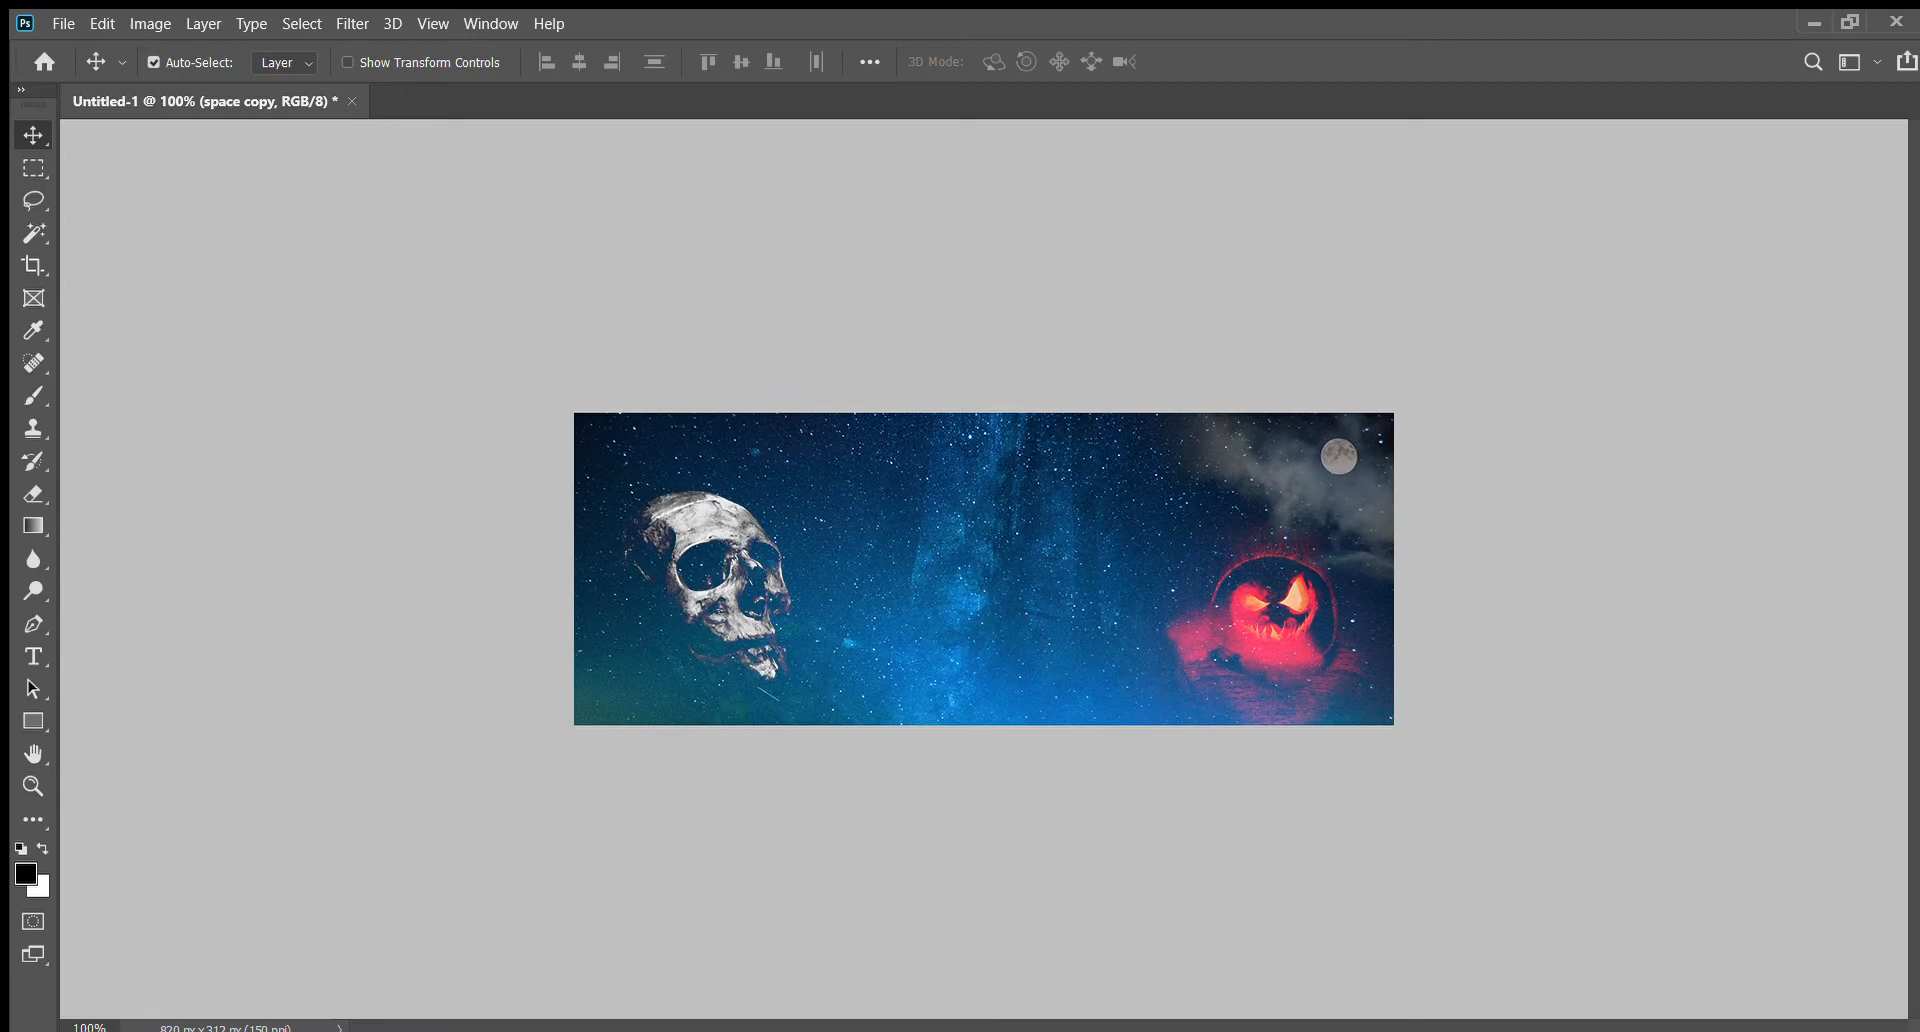 Ps File Edit Image Layer Type Select Filter 3D View Window Help
Auto-Select: Layer Show Transform Controls 3D Mode:
Untitled-1 @ 100% (space copy, RGB/8) *
T
100% 820 px x 312 px (150 ppi)